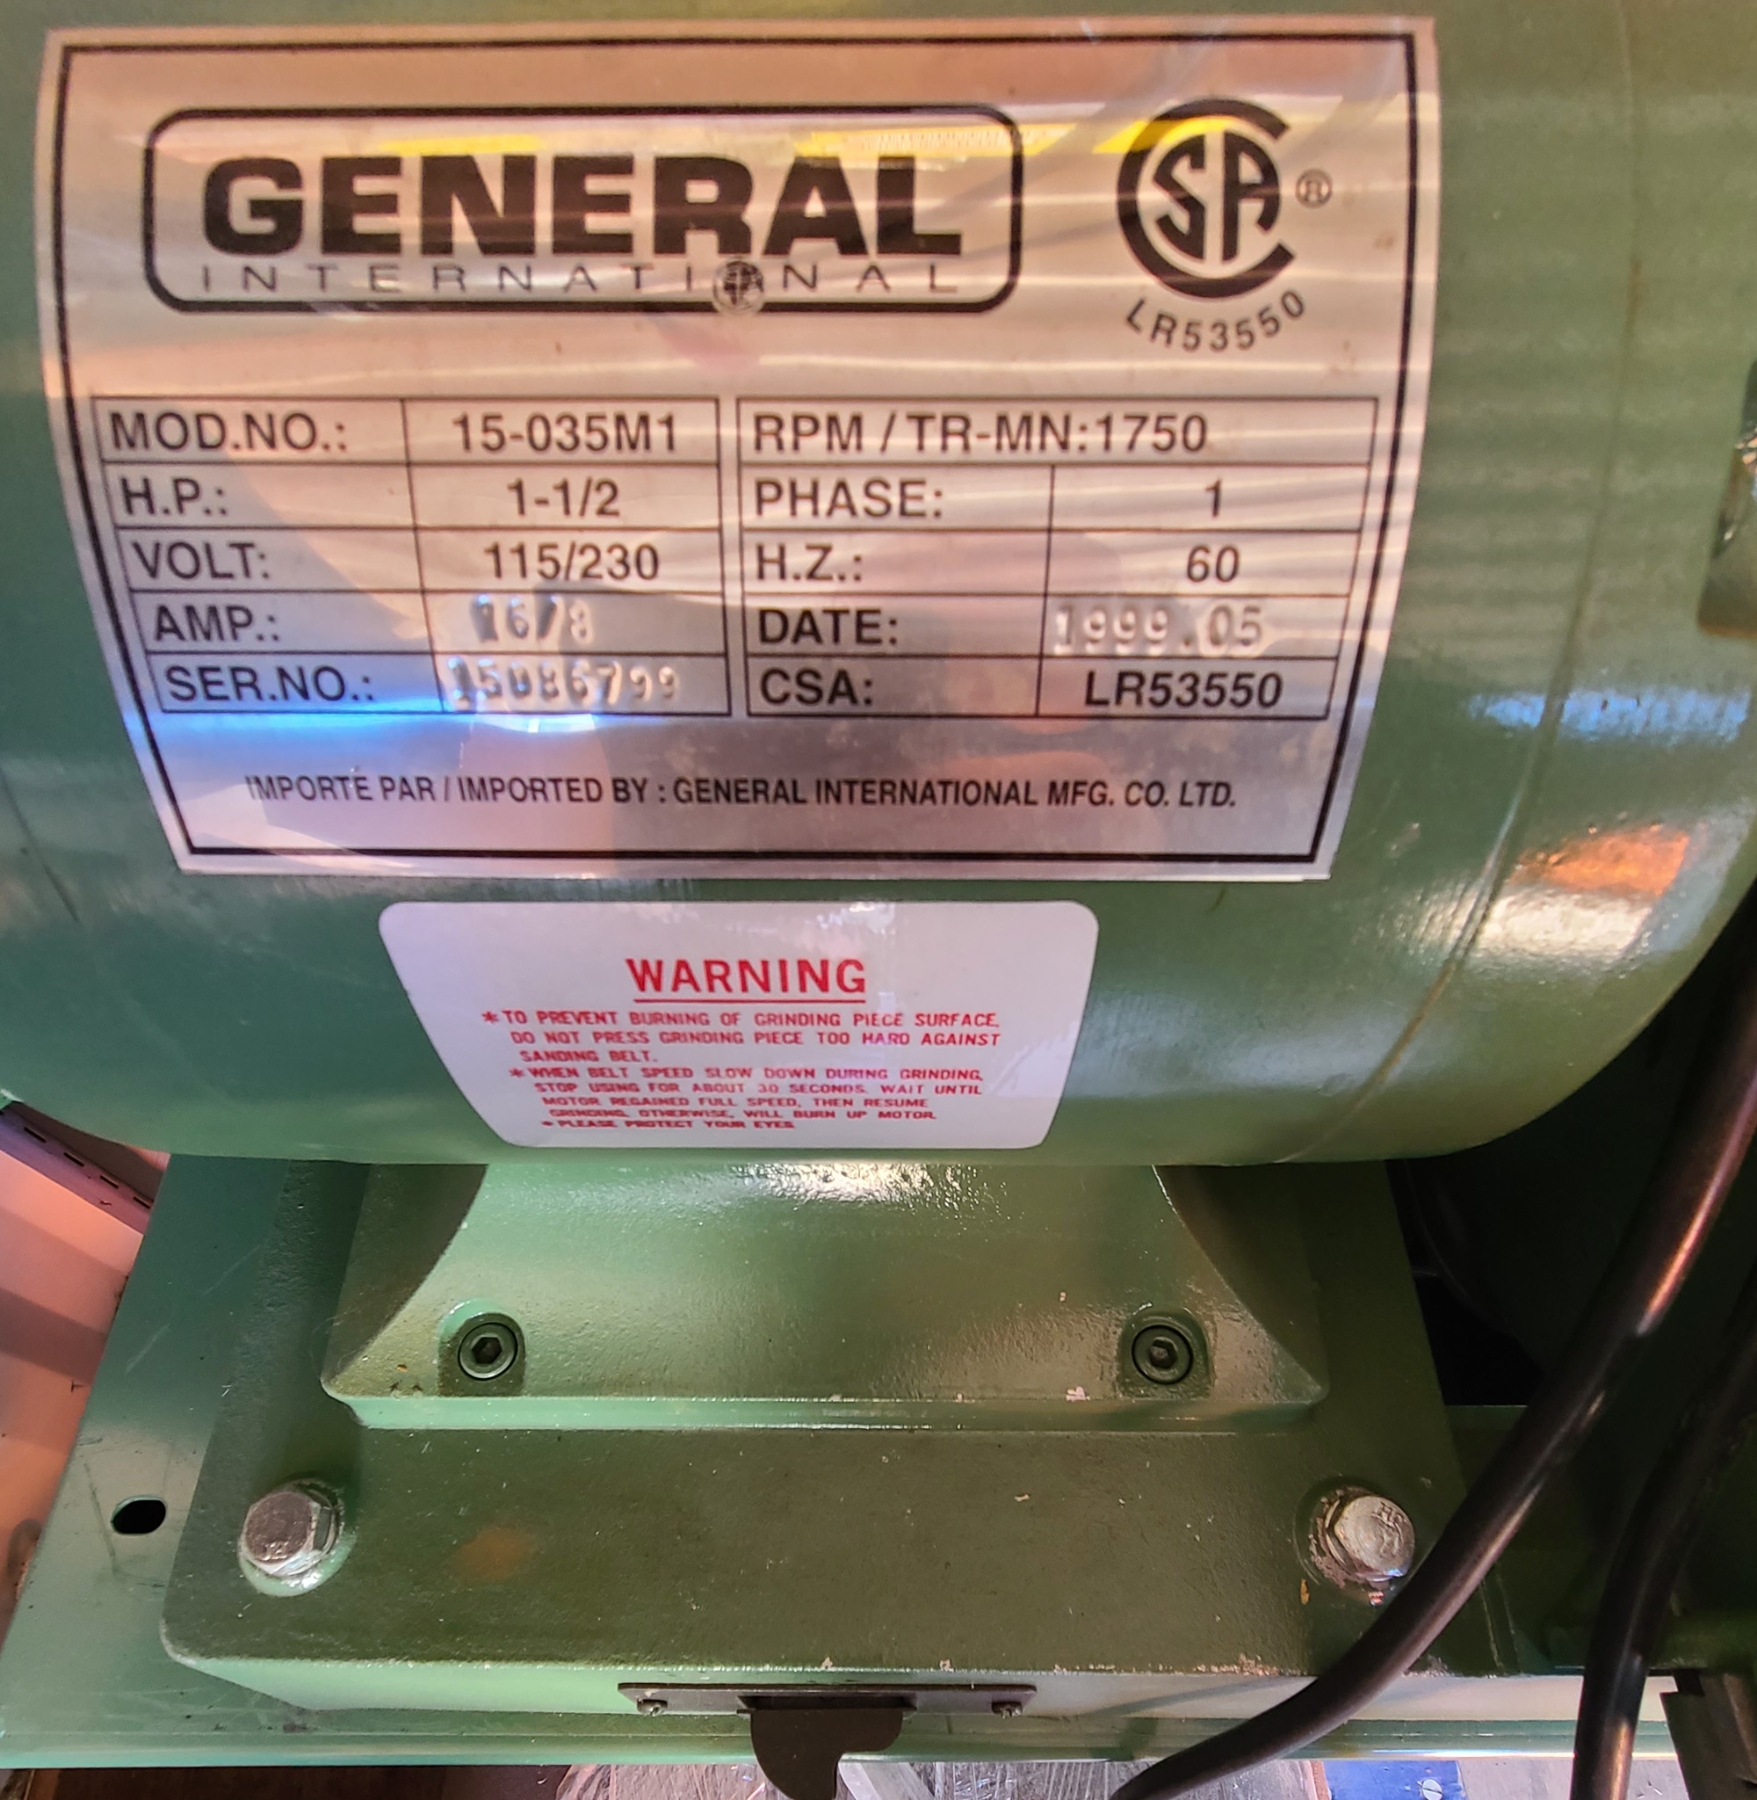 GENERAL
INTERNATIONAL
CSA ®
LR53550
MOD.NO.: 15-035M1 RPM / TR-MN:1750
H.P.: 1-1/2 PHASE: 1
VOLT: 115/230 H.Z.: 60
AMP.: 16/8 DATE: 1999.05
SER.NO.: CSA: LR53550
IMPORTE PAR / IMPORTED BY : GENERAL INTERNATIONAL MFG. CO. LTD.
WARNING
* TO PREVENT BURNING OF GRINDING PIECE SURFACE,
DO NOT PRESS GRINDING PIECE TOO HARD AGAINST
SANDING BELT.
* WHEN BELT SPEED SLOW DOWN DURING GRINDING,
STOP USING FOR ABOUT 30 SECONDS. WAIT UNTIL
MOTOR REGAINED FULL SPEED, THEN RESUME
GRINDING, OTHERWISE, WILL BURN UP MOTOR.
* PLEASE PROTECT YOUR EYES